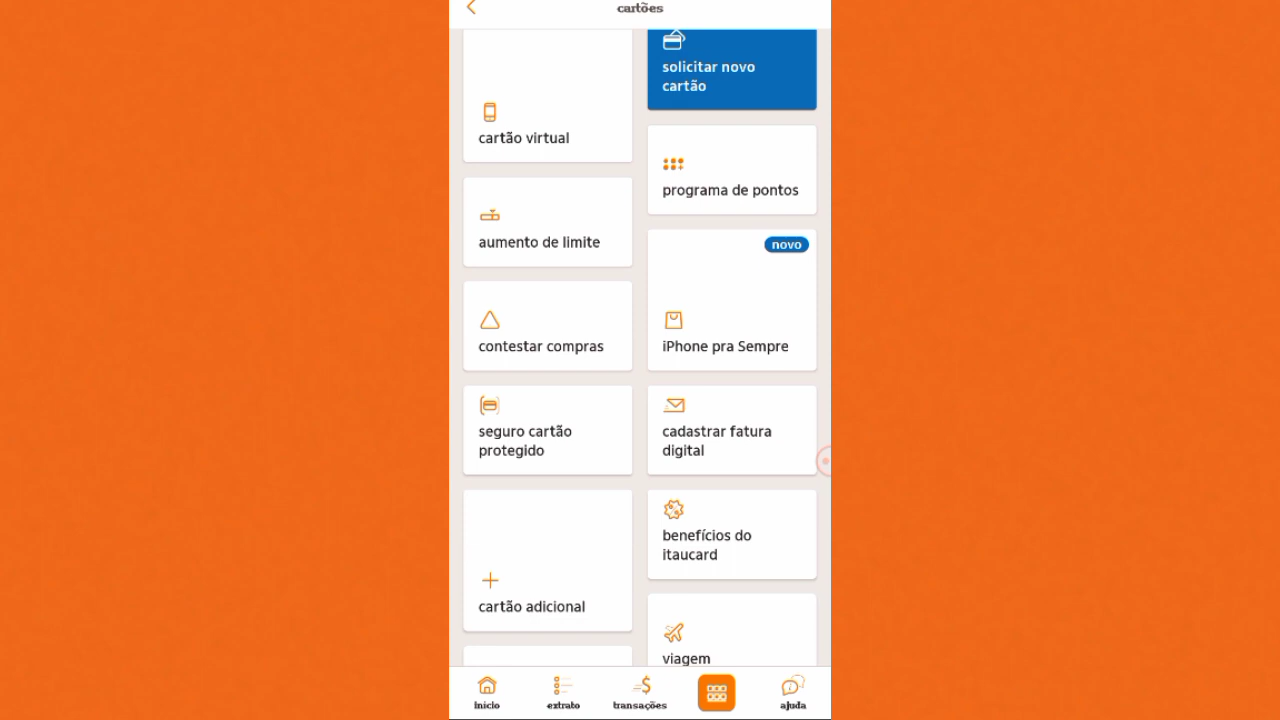 cartões
cartão virtual
solicitar novo
cartão
programa de pontos
aumento de limite
novo
iPhone pra Sempre
contestar compras
seguro cartão
protegido
cadastrar fatura
digital
benefícios do
itaucard
cartão adicional
viagem
início
extrato
transações
ajuda